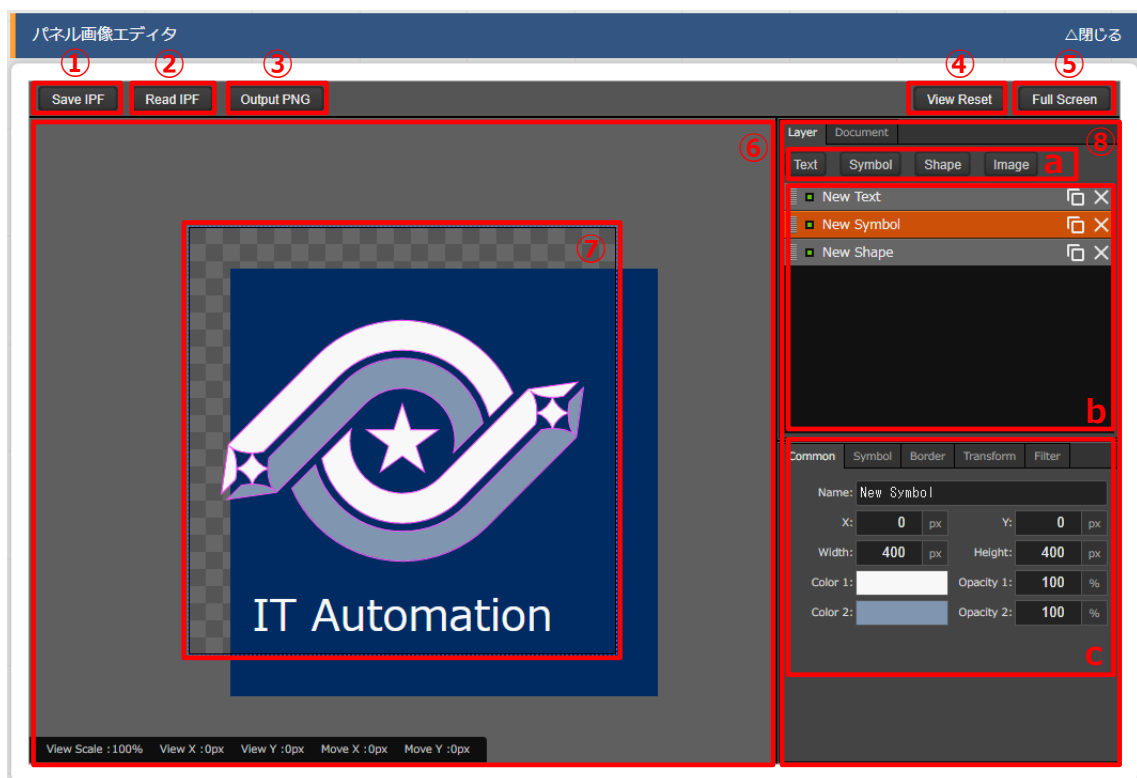 パネル画像エディタ △閉じる
① ② ③ ④ ⑤
Save IPF Read IPF Output PNG View Reset Full Screen
⑥ Layer Document ⑧
Text Symbol Shape Image a
New Text
New Symbol
⑦ New Shape
b
Common Symbol Border Transform Filter
Name: New Symbol
X: 0 px Y: 0 px
Width: 400 px Height: 400 px
Color 1: Opacity 1: 100 %
IT Automation Color 2: Opacity 2: 100 %
c
View Scale :100% View X :0px View Y :0px Move X :0px Move Y :0px